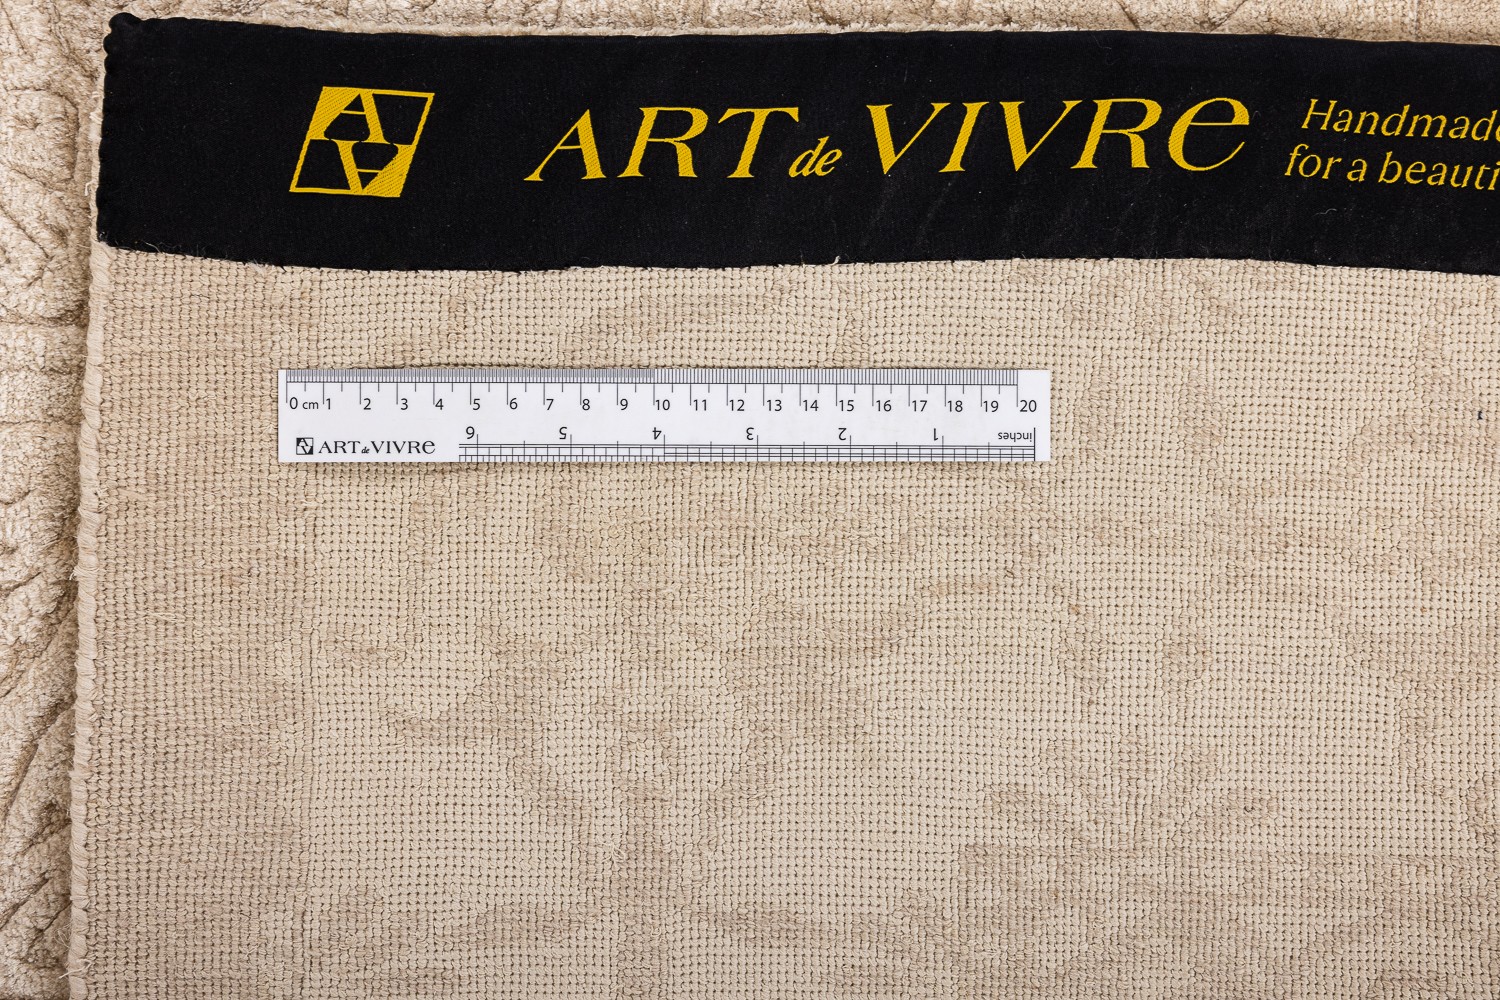 ART de VIVRE
Handmade
for a beauti
0 cm 1 2 3 4 5 6 7 8 9 10 11 12 13 14 15 16 17 18 19 20
6 5 4 3 2 1 inches
ART de VIVRE